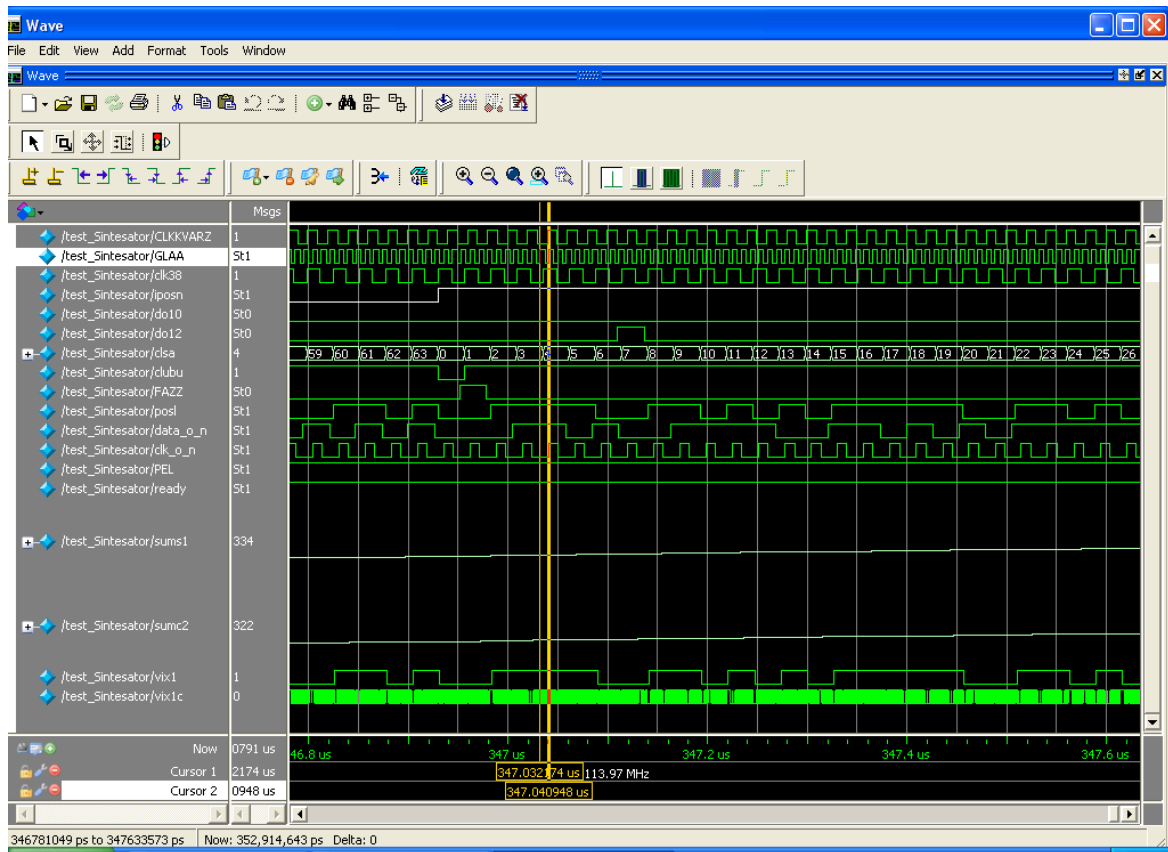 Wave
File Edit View Add Format Tools Window
Wave
Msgs
/test_Sintesator/CLKKVARZ 1
/test_Sintesator/GLAA St1
/test_Sintesator/clk38 1
/test_Sintesator/iposn St1
/test_Sintesator/do10 St0
/test_Sintesator/do12 St0
/test_Sintesator/clsa 4 59 60 61 62 63 0 1 2 3 5 6 7 8 9 10 11 12 13 14 15 16 17 18 19 20 21 22 23 24 25 26
/test_Sintesator/clubu 1
/test_Sintesator/FAZZ St0
/test_Sintesator/posl St1
/test_Sintesator/data_o_n St1
/test_Sintesator/clk_o_n St1
/test_Sintesator/PEL St1
/test_Sintesator/ready St1
/test_Sintesator/sums1 334
/test_Sintesator/sumc2 322
/test_Sintesator/vix1 1
/test_Sintesator/vix1c 0
Now 0791 us 46.8 us 347 us 347.2 us 347.4 us 347.6 us
Cursor 1 2174 us 347.032174 us 113.97 MHz
Cursor 2 0948 us 347.040948 us
346781049 ps to 347633573 ps Now: 352,914,643 ps Delta: 0